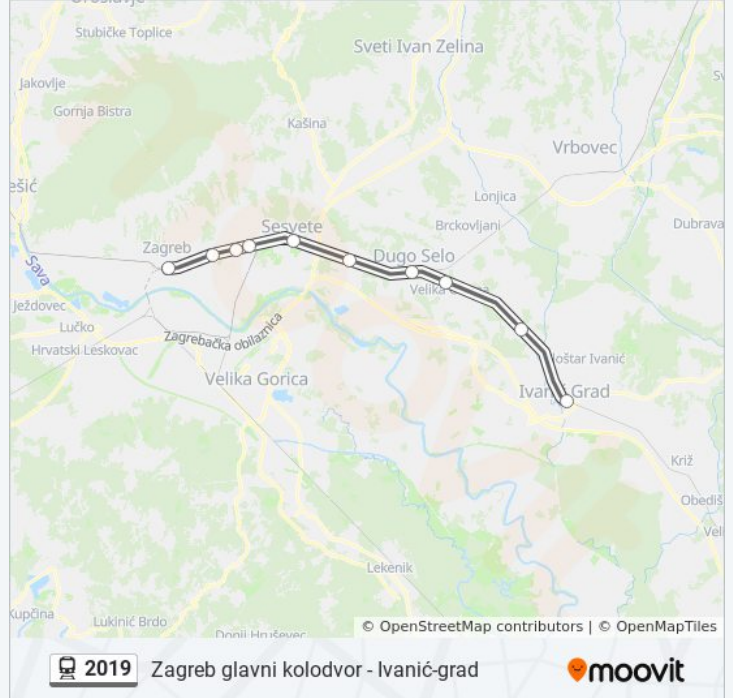 Stubičke Toplice
Sveti Ivan Zelina
Jakovlje
Gornja Bistra
Kašina
Vrbovec
Lonjica
Sesvete
Brckovljani
Dubrava
Zagreb
Dugo Selo
Sava
Velika
Ježdovec
Lučko
Zagrebačka obilaznica
Hrvatski Leskovac
Velika Gorica
Grad
Križ
Lekenik
Lukinić Brdo
© OpenStreetMap contributors | © OpenMapTiles
2019 Zagreb glavni kolodvor - Ivanić-grad
moovit